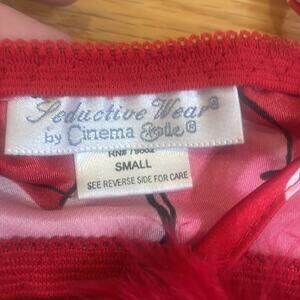 Seductive Wear®
by Cinema Etoile®
RN# 79002
SMALL
SEE REVERSE SIDE FOR CARE